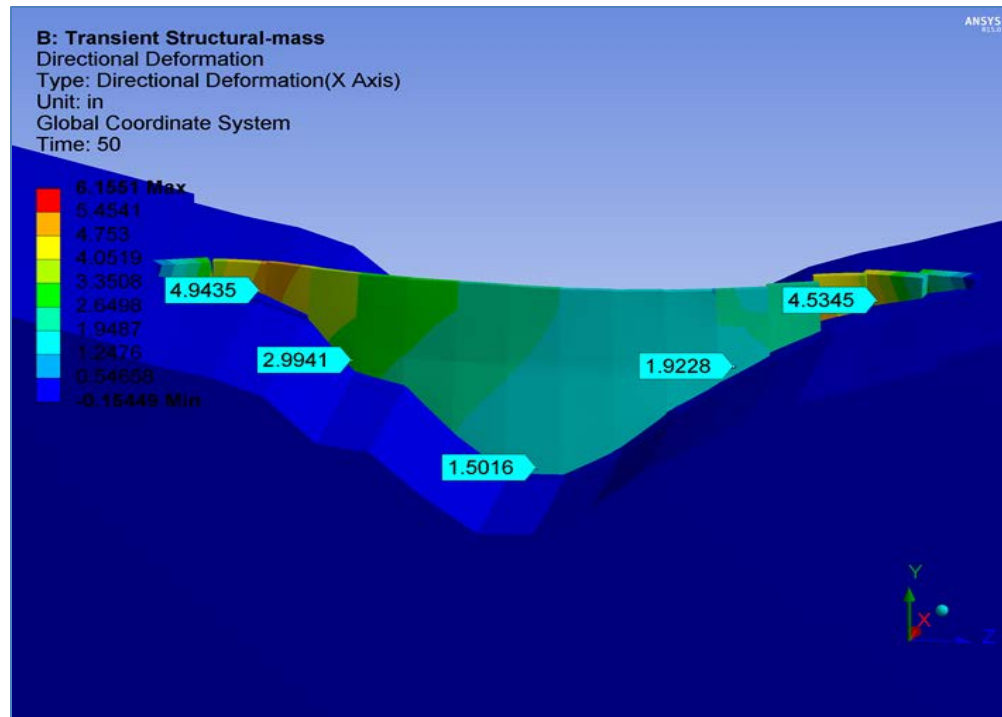 ANSYS
R15.0
B: Transient Structural-mass
Directional Deformation
Type: Directional Deformation(X Axis)
Unit: in
Global Coordinate System
Time: 50
6.1551 Max
5.4541
4.753
4.0519
3.3508
2.6498
1.9487
1.2476
0.54658
-0.15449 Min
4.9435
4.5345
2.9941
1.9228
1.5016
Y
X
Z